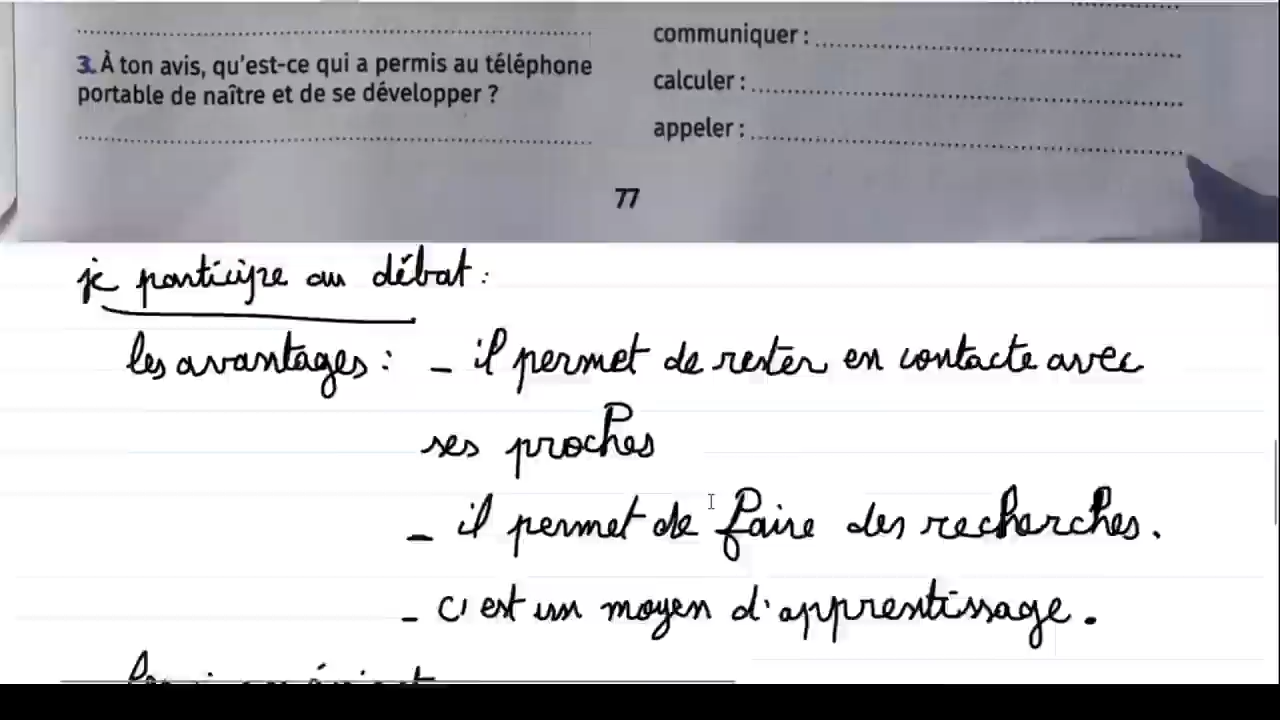 3. À ton avis, qu'est-ce qui a permis au téléphone
portable de naître et de se développer ?
communiquer :
calculer :
appeler :
77
je participe au débat :
les avantages : - il permet de rester en contacte avec
ses proches
- il permet de faire des recherches.
- c'est un moyen d'apprentissage.